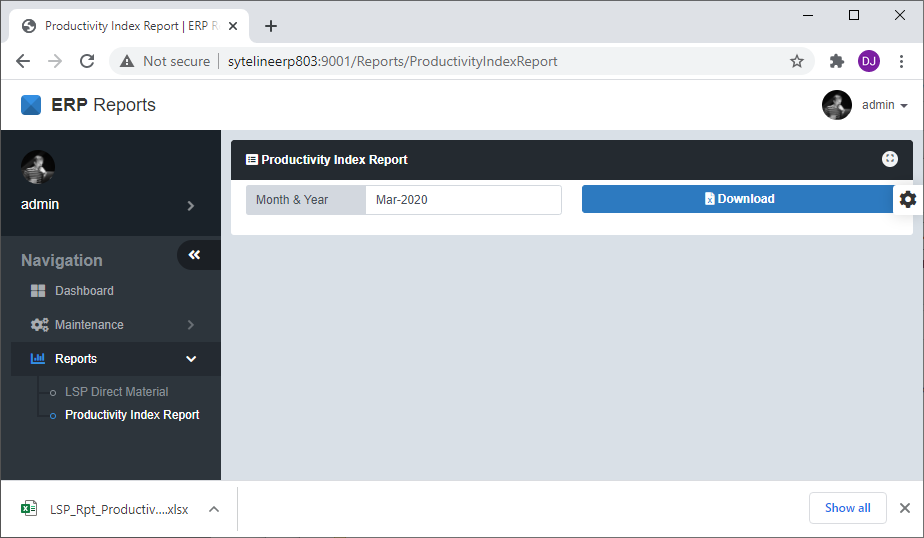 Productivity Index Report | ERP R
Not secure
sytelineerp803:9001/Reports/ProductivityIndexReport
DJ
ERP Reports
admin
admin
Navigation
Dashboard
Maintenance
Reports
LSP Direct Material
Productivity Index Report
Productivity Index Report
Month & Year
Mar-2020
Download
LSP_Rpt_Productiv....xlsx
Show all